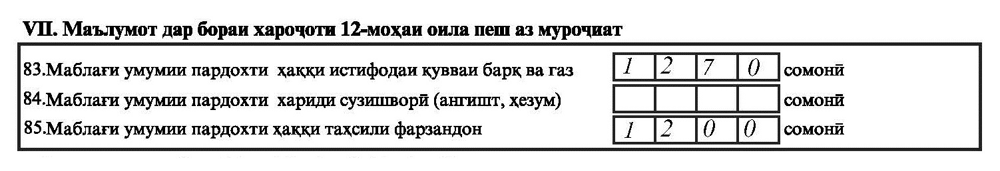 VII. Маълумот дар бораи хароҷоти 12-моҳаи оила пеш аз муроҷиат
83.Маблағи умумии пардохти ҳаққи истифодаи қувваи барқ ва газ 1 2 7 0 сомонӣ
84.Маблағи умумии пардохти хариди сузишворӣ (ангишт, ҳезум) сомонӣ
85.Маблағи умумии пардохти ҳаққи таҳсили фарзандон 1 2 0 0 сомонӣ